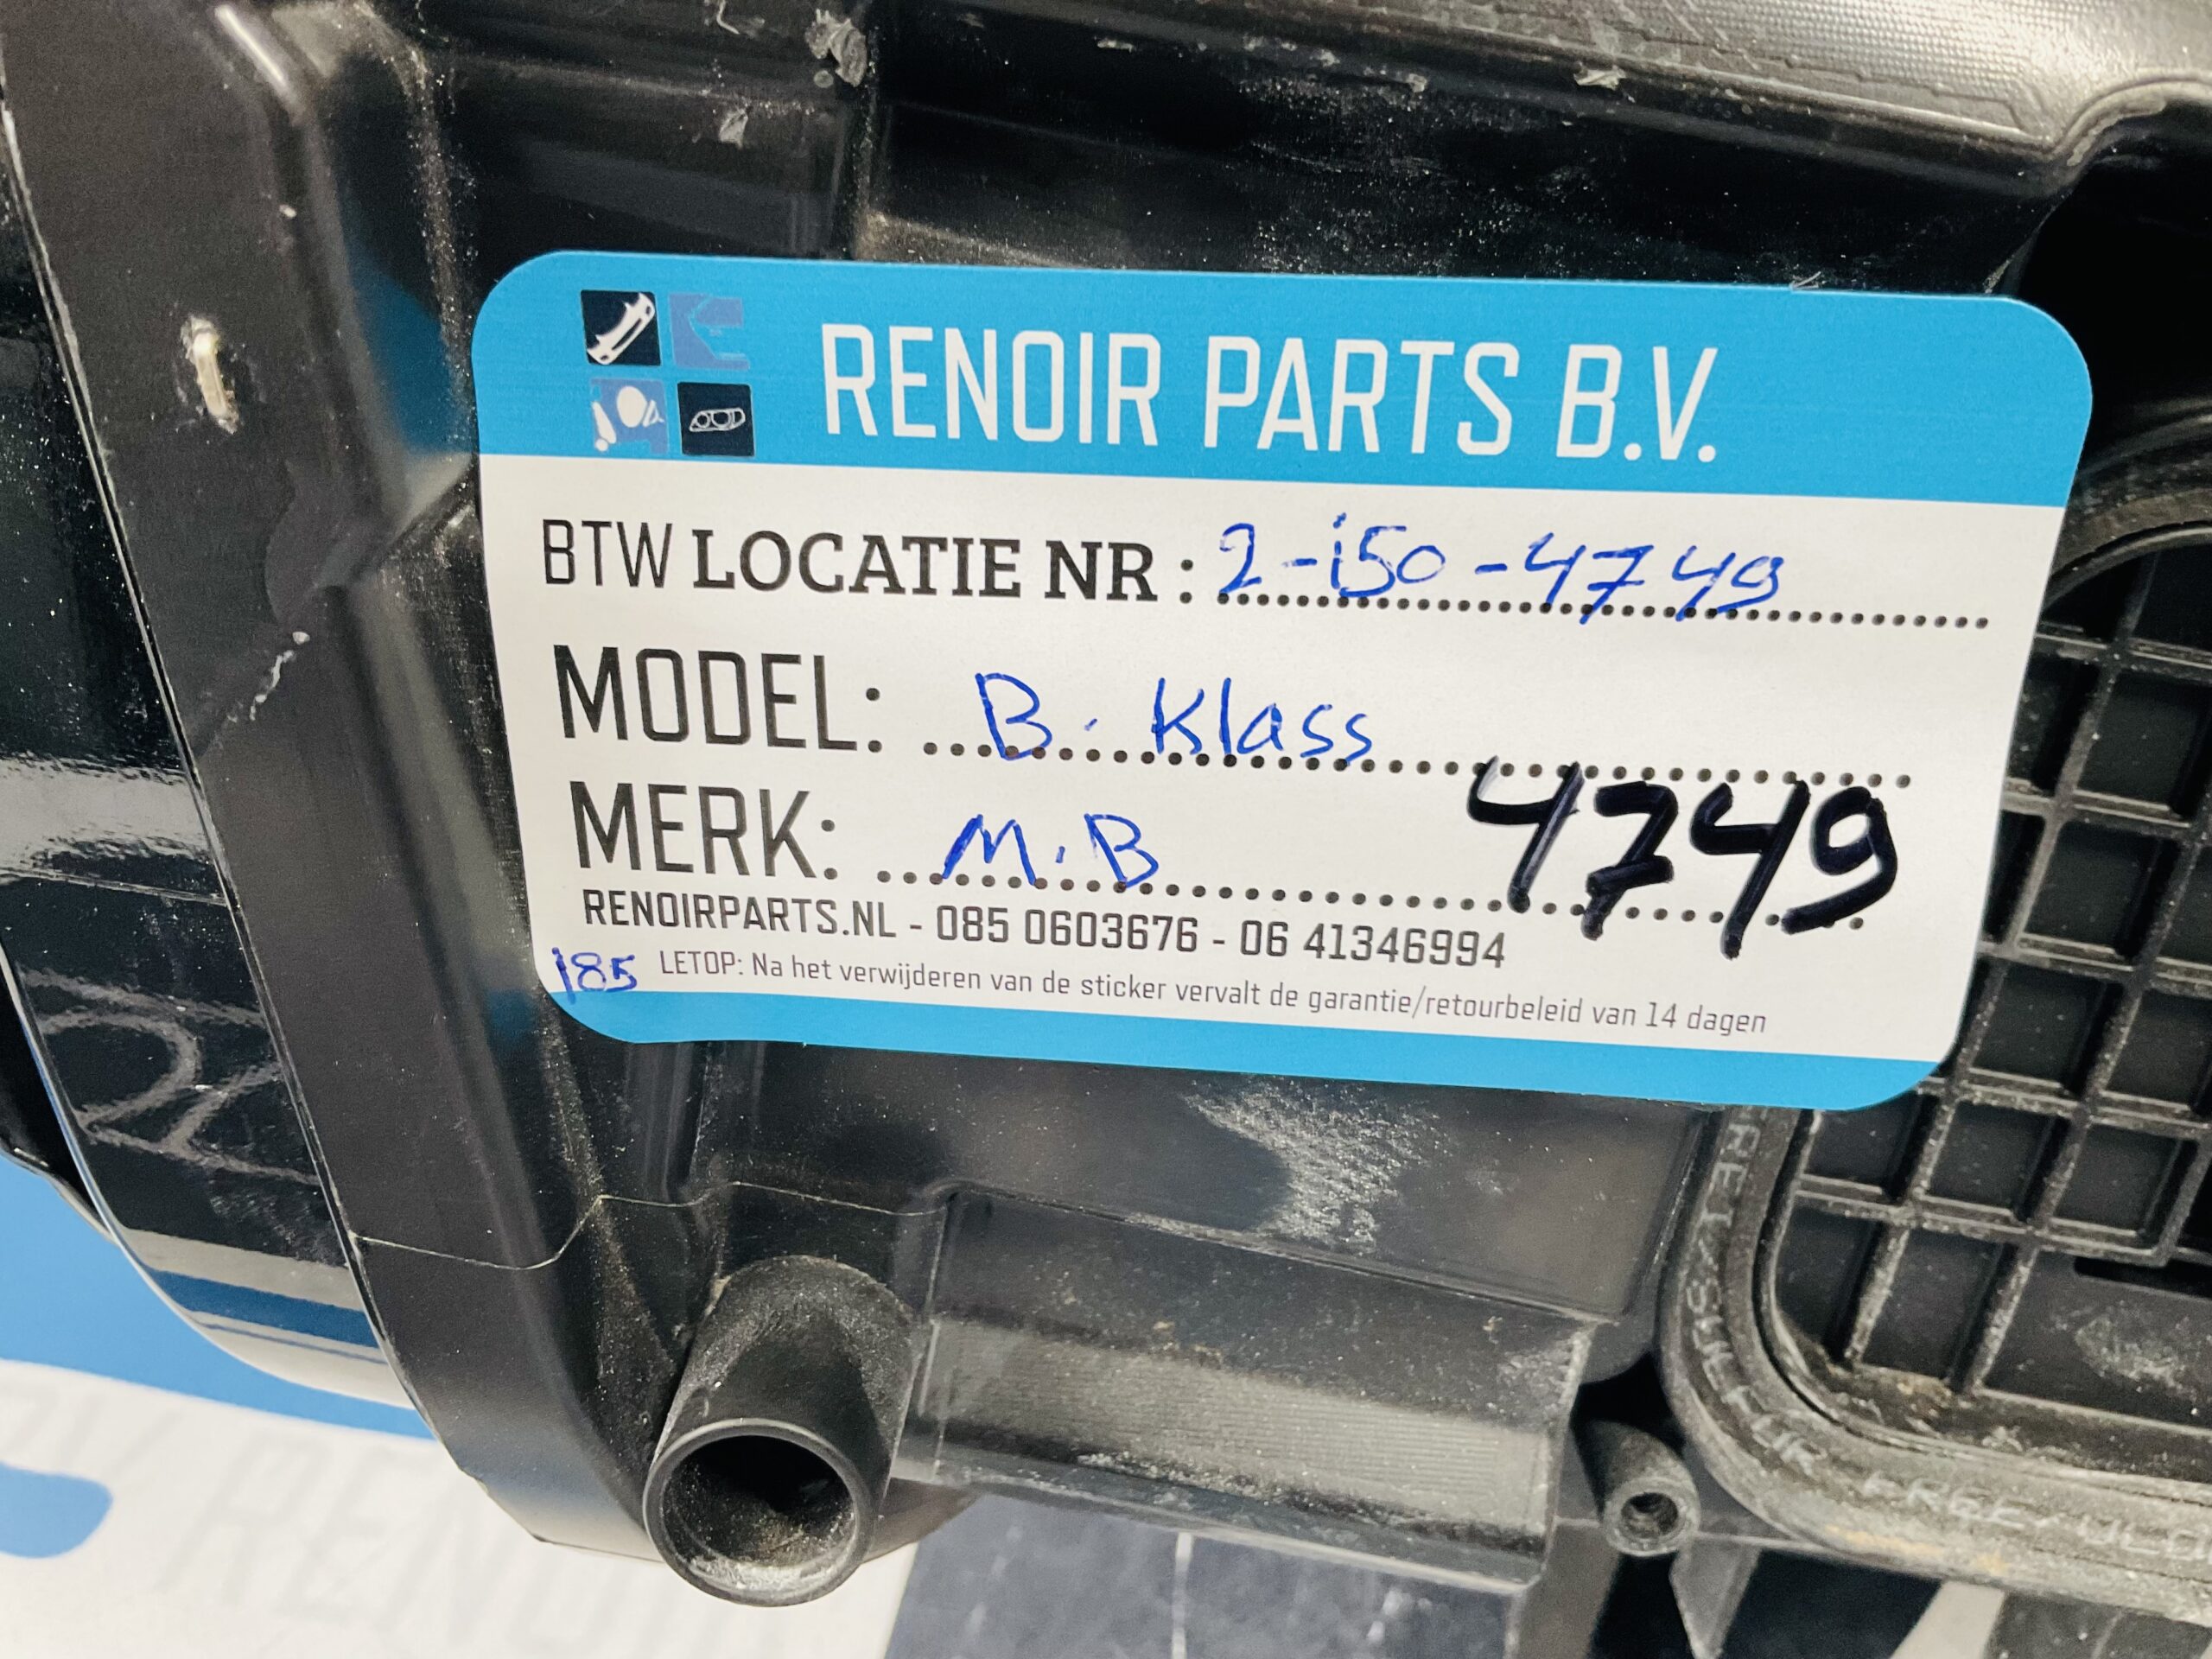 RENOIR PARTS B.V.
BTW LOCATIE NR : 2-i50-4749
MODEL: B. Klass
MERK: M.B
4749
RENOIRPARTS.NL - 085 0603676 - 06 41346994
185
LETOP: Na het verwijderen van de sticker vervalt de garantie/retourbeleid van 14 dagen